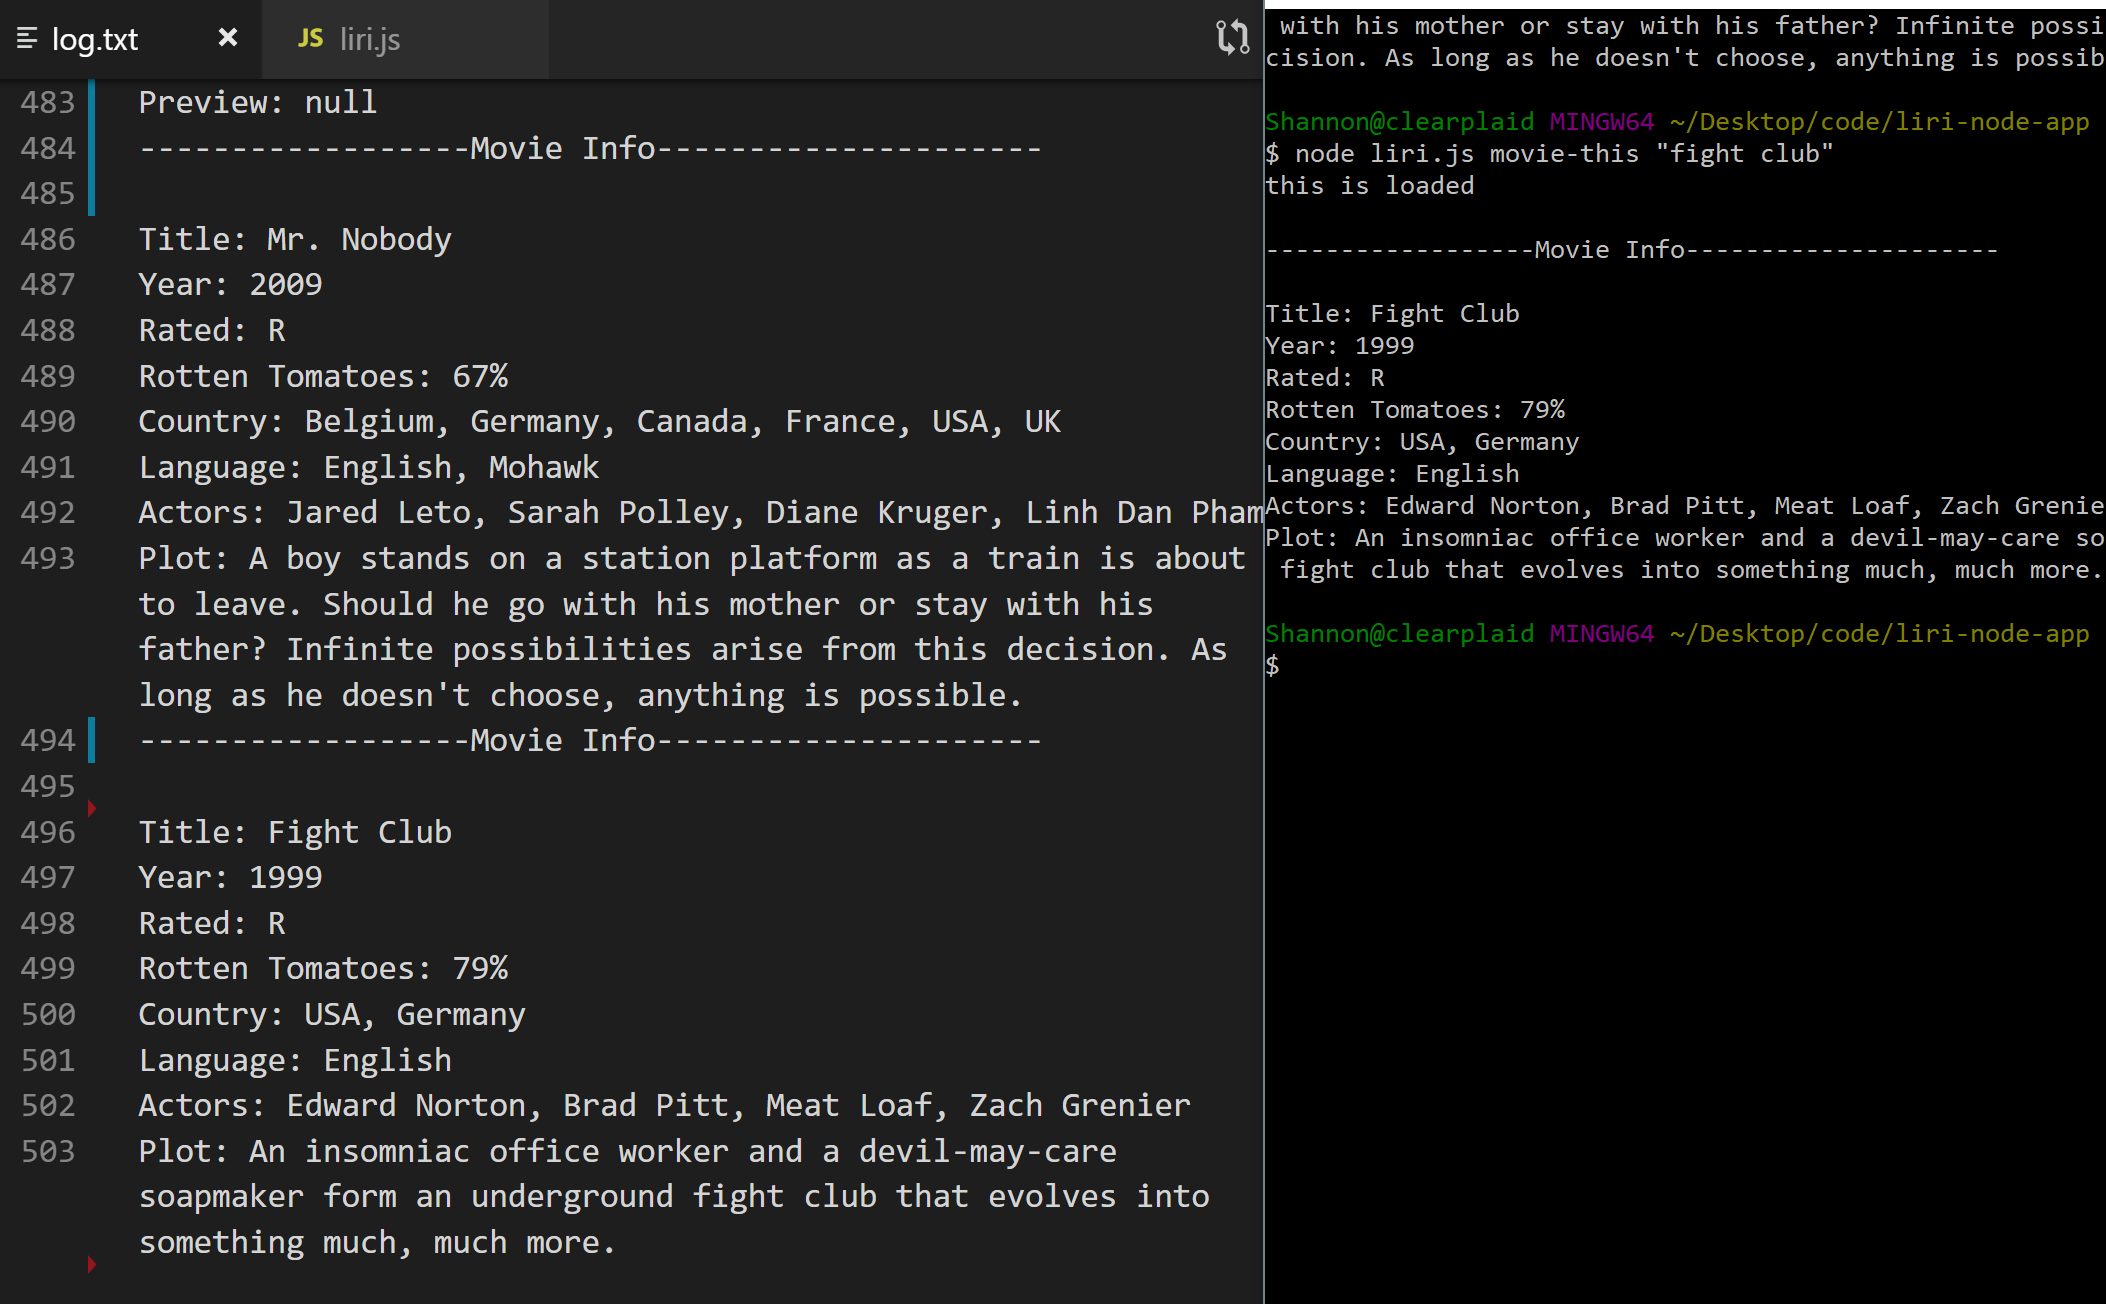 log.txt ×
JS liri.js
483 Preview: null
484 ------------------Movie Info---------------------
485
486 Title: Mr. Nobody
487 Year: 2009
488 Rated: R
489 Rotten Tomatoes: 67%
490 Country: Belgium, Germany, Canada, France, USA, UK
491 Language: English, Mohawk
492 Actors: Jared Leto, Sarah Polley, Diane Kruger, Linh Dan Pham
493 Plot: A boy stands on a station platform as a train is about
to leave. Should he go with his mother or stay with his
father? Infinite possibilities arise from this decision. As
long as he doesn't choose, anything is possible.
494 ------------------Movie Info---------------------
495
496 Title: Fight Club
497 Year: 1999
498 Rated: R
499 Rotten Tomatoes: 79%
500 Country: USA, Germany
501 Language: English
502 Actors: Edward Norton, Brad Pitt, Meat Loaf, Zach Grenier
503 Plot: An insomniac office worker and a devil-may-care
soapmaker form an underground fight club that evolves into
something much, much more.
with his mother or stay with his father? Infinite possi
cision. As long as he doesn't choose, anything is possib
Shannon@clearplaid MINGW64 ~/Desktop/code/liri-node-app
$ node liri.js movie-this "fight club"
this is loaded
------------------Movie Info---------------------
Title: Fight Club
Year: 1999
Rated: R
Rotten Tomatoes: 79%
Country: USA, Germany
Language: English
Actors: Edward Norton, Brad Pitt, Meat Loaf, Zach Grenie
Plot: An insomniac office worker and a devil-may-care so
fight club that evolves into something much, much more.
Shannon@clearplaid MINGW64 ~/Desktop/code/liri-node-app
$